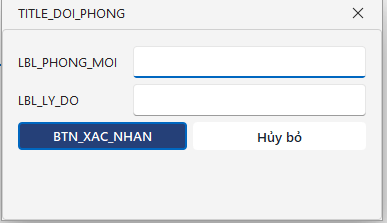 TITLE_DOI_PHONG
LBL_PHONG_MOI
LBL_LY_DO
BTN_XAC_NHAN
Hủy bỏ